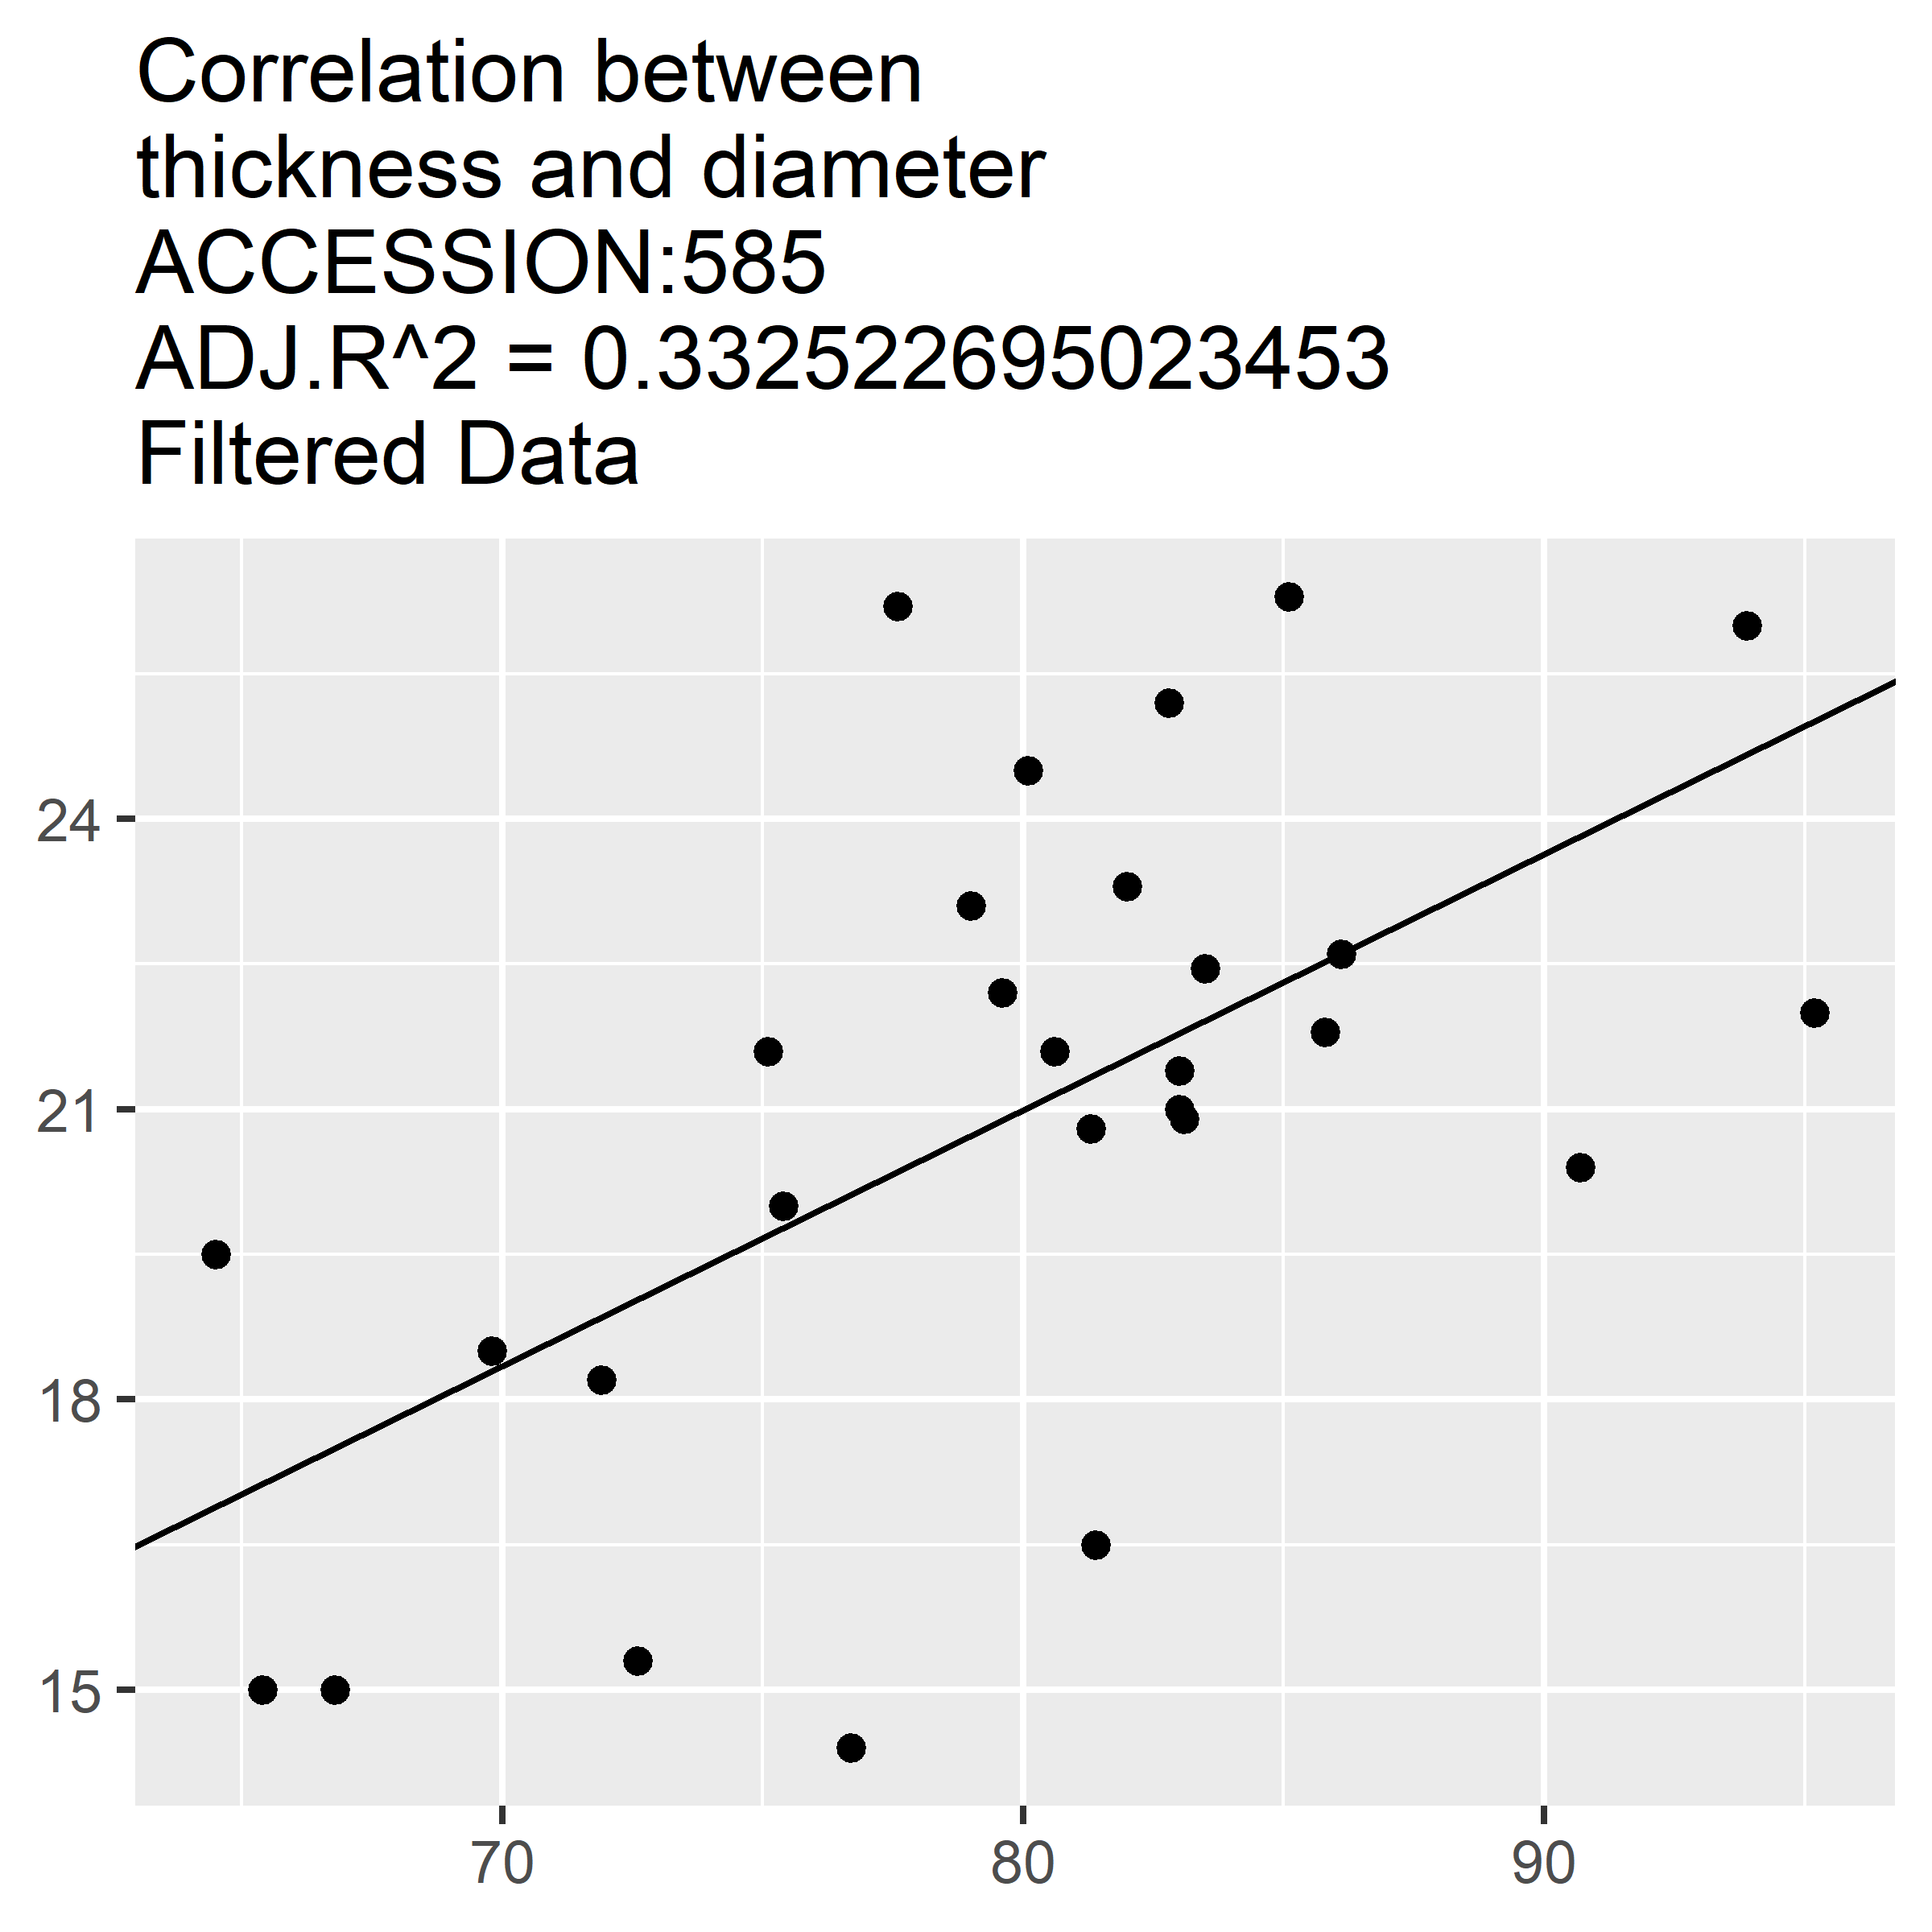 Correlation between
thickness and diameter
ACCESSION:585
ADJ.R^2 = 0.332522695023453
Filtered Data
24
21
18
15
70 80 90